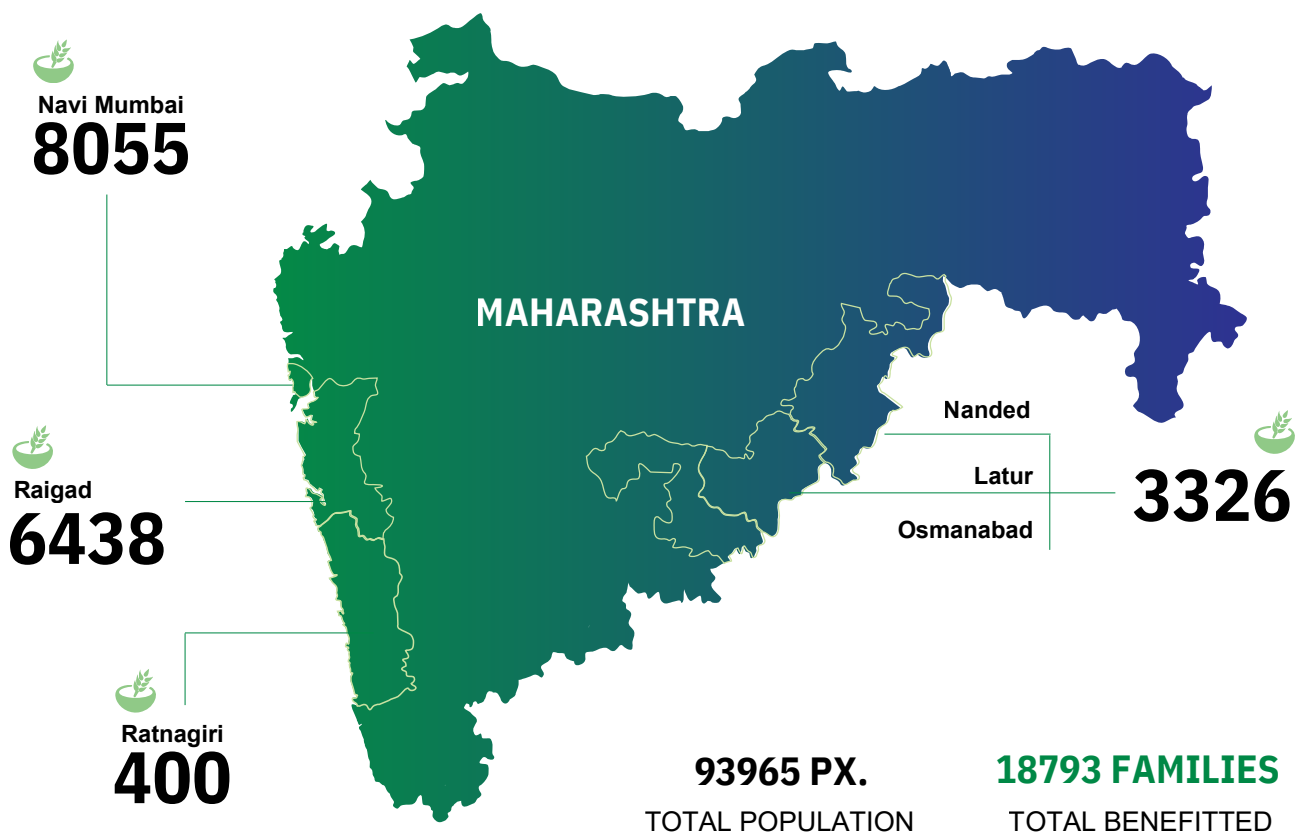 Navi Mumbai
8055
MAHARASHTRA
Nanded
Latur
Osmanabad
3326
Raigad
6438
Ratnagiri
400
93965 PX.
TOTAL POPULATION
18793 FAMILIES
TOTAL BENEFITTED